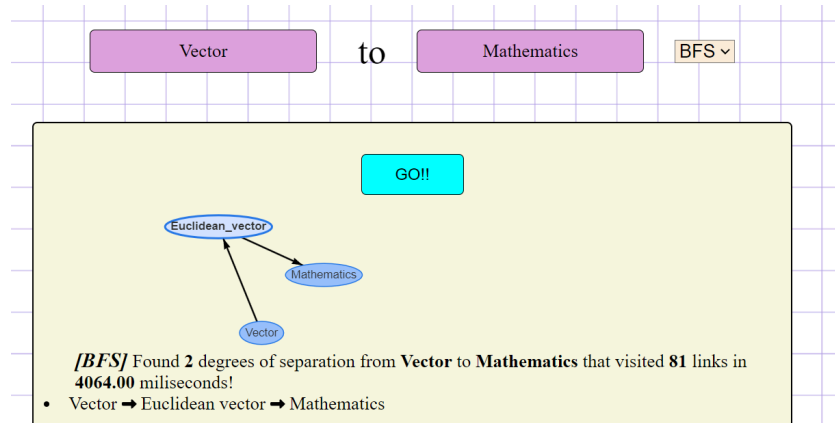 Vector to Mathematics BFS
GO!!
Euclidean_vector
Mathematics
Vector
[BFS] Found 2 degrees of separation from Vector to Mathematics that visited 81 links in
4064.00 miliseconds!
• Vector ➡ Euclidean vector ➡ Mathematics